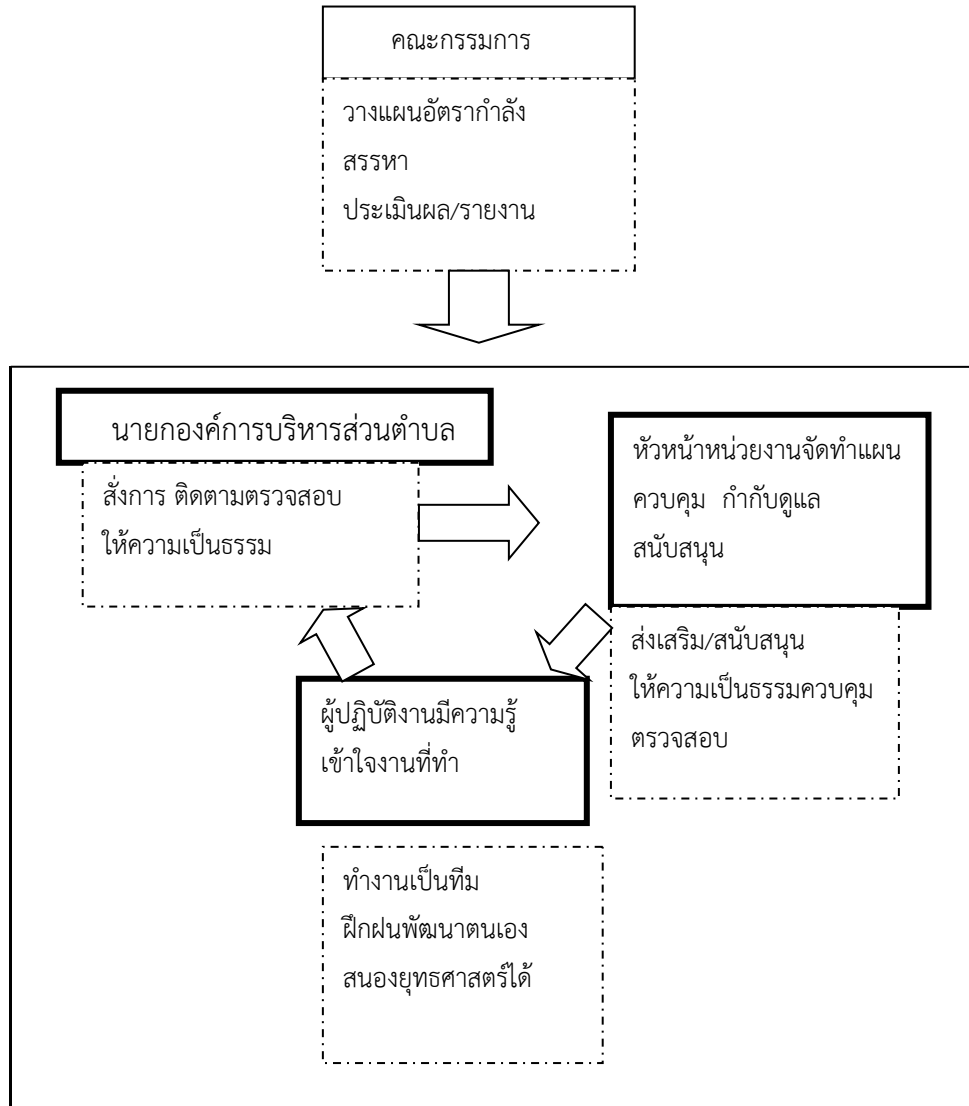 คณะกรรมการ
วางแผนอัตรากำลัง
สรรหา
ประเมินผล/รายงาน
นายกองค์การบริหารส่วนตำบล
สั่งการ ติดตามตรวจสอบ
ให้ความเป็นธรรม
หัวหน้าหน่วยงานจัดทำแผน
ควบคุม กำกับดูแล
สนับสนุน
ส่งเสริม/สนับสนุน
ให้ความเป็นธรรมควบคุม
ตรวจสอบ
ผู้ปฏิบัติงานมีความรู้
เข้าใจงานที่ทำ
ทำงานเป็นทีม
ฝึกฝนพัฒนาตนเอง
สนองยุทธศาสตร์ได้